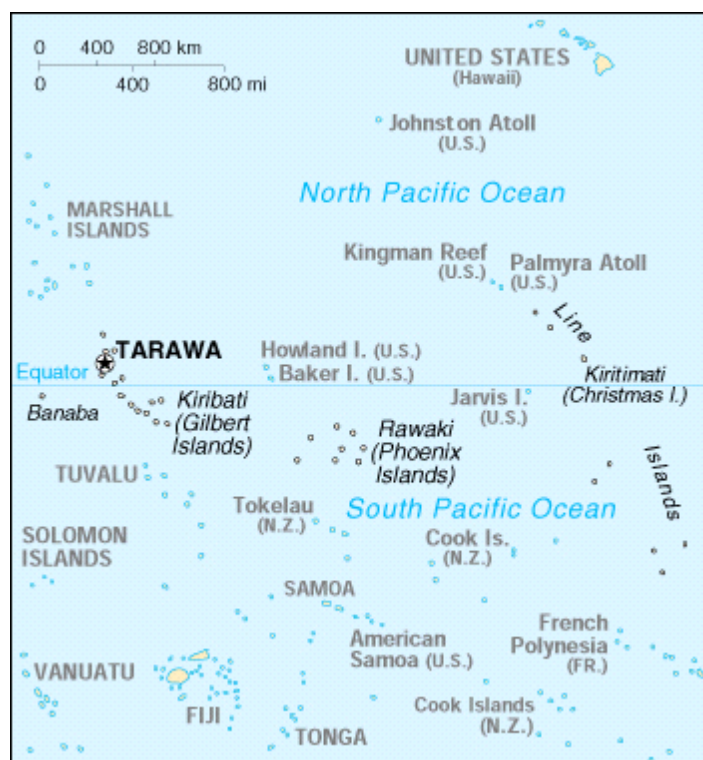 0 400 800 km
0 400 800 mi
UNITED STATES
(Hawaii)
Johnston Atoll
(U.S.)
North Pacific Ocean
MARSHALL
ISLANDS
Kingman Reef
(U.S.)
Palmyra Atoll
(U.S.)
Line
TARAWA
Howland I. (U.S.)
Equator
Baker I. (U.S.)
Kiritimati
(Christmas I.)
Jarvis I.
(U.S.)
Banaba
Kiribati
(Gilbert
Islands)
Rawaki
(Phoenix
Islands)
Islands
TUVALU
Tokelau
(N.Z.)
South Pacific Ocean
SOLOMON
ISLANDS
Cook Is.
(N.Z.)
SAMOA
American
Samoa (U.S.)
French
Polynesia
(FR.)
VANUATU
FIJI
TONGA
Cook Islands
(N.Z.)